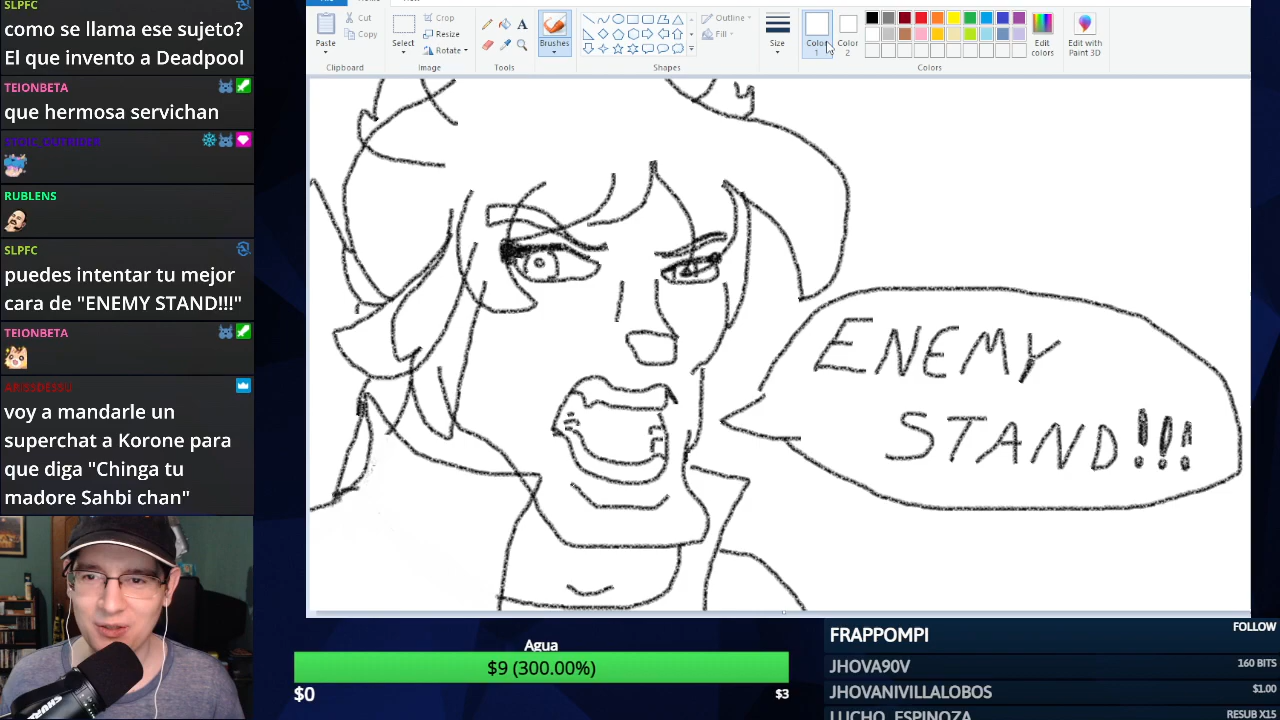 SLPFC
como se llama ese sujeto?
El que invento a Deadpool
TEIONBETA
que hermosa servichan
RUBLENS
SLPFC
puedes intentar tu mejor
cara de "ENEMY STAND!!!"
TEIONBETA
voy a mandarle un
superchat a Korone para
que diga "Chinga tu
madore Sahbi chan"
Paste
Cut
Copy
Clipboard
Select
Crop
Resize
Rotate
Image
A
Tools
Brushes
Shapes
Outline
Fill
Size
Color
1
Color
2
Colors
Edit
colors
Edit with
Paint 3D
ENEMY
STAND!!!
Agua
$9 (300.00%)
$0
$3
FRAPPOMPI
FOLLOW
JHOVA90V
160 BITS
JHOVANIVILLALOBOS
$1.00
LUCHO_ESPINOZA
RESUB X15